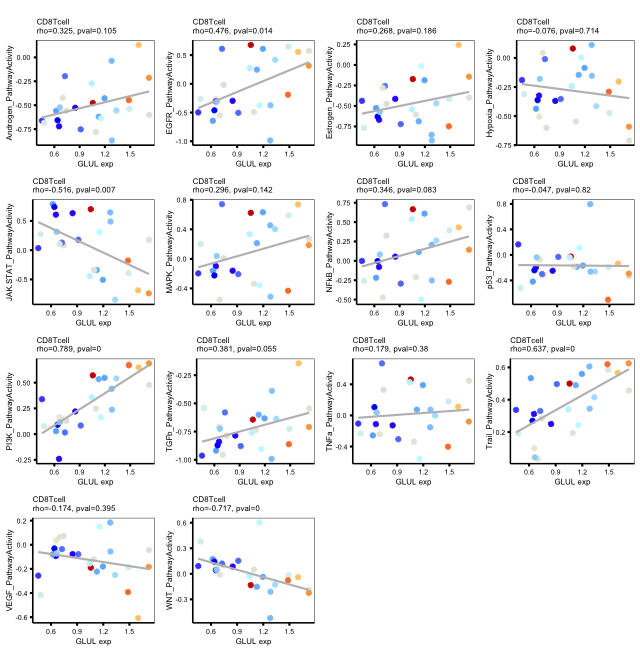 CD8Tcell
rho=0.325, pval=0.105
Androgen_PathwayActivity
0.00
-0.25
-0.50
-0.75
0.6 0.9 1.2 1.5
GLUL exp
CD8Tcell
rho=0.476, pval=0.014
EGFR_PathwayActivity
0.5
0.0
-0.5
-1.0
0.6 0.9 1.2 1.5
GLUL exp
CD8Tcell
rho=0.268, pval=0.186
Estrogen_PathwayActivity
0.25
0.00
-0.25
-0.50
-0.75
0.6 0.9 1.2 1.5
GLUL exp
CD8Tcell
rho=-0.076, pval=0.714
Hypoxia_PathwayActivity
0.00
-0.25
-0.50
-0.75
0.6 0.9 1.2 1.5
GLUL exp
CD8Tcell
rho=-0.516, pval=0.007
JAK.STAT_PathwayActivity
0.5
0.0
-0.5
0.6 0.9 1.2 1.5
GLUL exp
CD8Tcell
rho=0.296, pval=0.142
MAPK_PathwayActivity
0.8
0.4
0.0
-0.4
0.6 0.9 1.2 1.5
GLUL exp
CD8Tcell
rho=0.346, pval=0.083
NFkB_PathwayActivity
0.75
0.50
0.25
0.00
-0.25
-0.50
0.6 0.9 1.2 1.5
GLUL exp
CD8Tcell
rho=-0.047, pval=0.82
p53_PathwayActivity
0.8
0.4
0.0
-0.4
0.6 0.9 1.2 1.5
GLUL exp
CD8Tcell
rho=0.789, pval=0
PI3K_PathwayActivity
0.50
0.25
0.00
-0.25
0.6 0.9 1.2 1.5
GLUL exp
CD8Tcell
rho=0.381, pval=0.055
TGFb_PathwayActivity
-0.25
-0.50
-0.75
-1.00
0.6 0.9 1.2 1.5
GLUL exp
CD8Tcell
rho=0.179, pval=0.38
TNFa_PathwayActivity
0.4
0.0
-0.4
0.6 0.9 1.2 1.5
GLUL exp
CD8Tcell
rho=0.637, pval=0
Trail_PathwayActivity
0.6
0.4
0.2
0.6 0.9 1.2 1.5
GLUL exp
CD8Tcell
rho=-0.174, pval=0.395
VEGF_PathwayActivity
0.2
0.0
-0.2
-0.4
-0.6
0.6 0.9 1.2 1.5
GLUL exp
CD8Tcell
rho=-0.717, pval=0
WNT_PathwayActivity
0.6
0.3
0.0
-0.3
0.6 0.9 1.2 1.5
GLUL exp